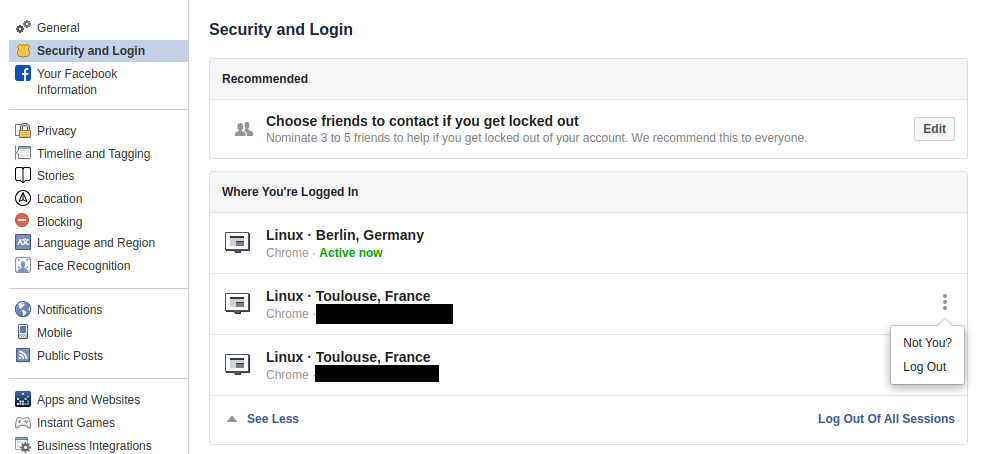 General
Security and Login
Your Facebook
Information
Privacy
Timeline and Tagging
Stories
Location
Blocking
Language and Region
Face Recognition
Notifications
Mobile
Public Posts
Apps and Websites
Instant Games
Business Integrations
Security and Login
Recommended
Choose friends to contact if you get locked out
Nominate 3 to 5 friends to help if you get locked out of your account. We recommend this to everyone.
Edit
Where You're Logged In
Linux · Berlin, Germany
Chrome · Active now
Linux · Toulouse, France
Chrome ·
Not You?
Log Out
Linux · Toulouse, France
Chrome ·
See Less
Log Out Of All Sessions